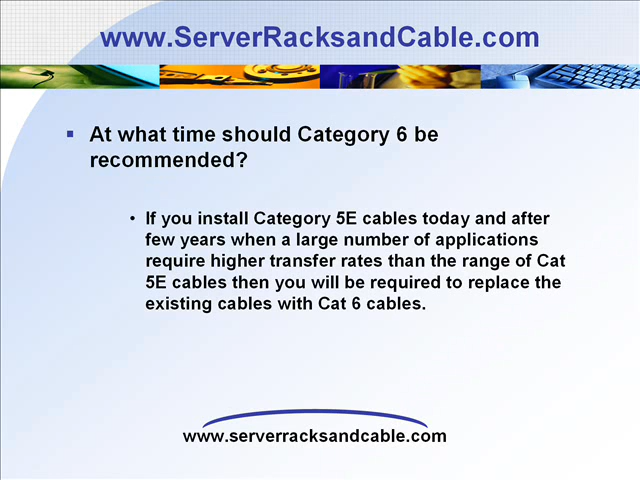 www.ServerRacksandCable.com
▪ At what time should Category 6 be
recommended?
• If you install Category 5E cables today and after
few years when a large number of applications
require higher transfer rates than the range of Cat
5E cables then you will be required to replace the
existing cables with Cat 6 cables.
www.serverracksandcable.com